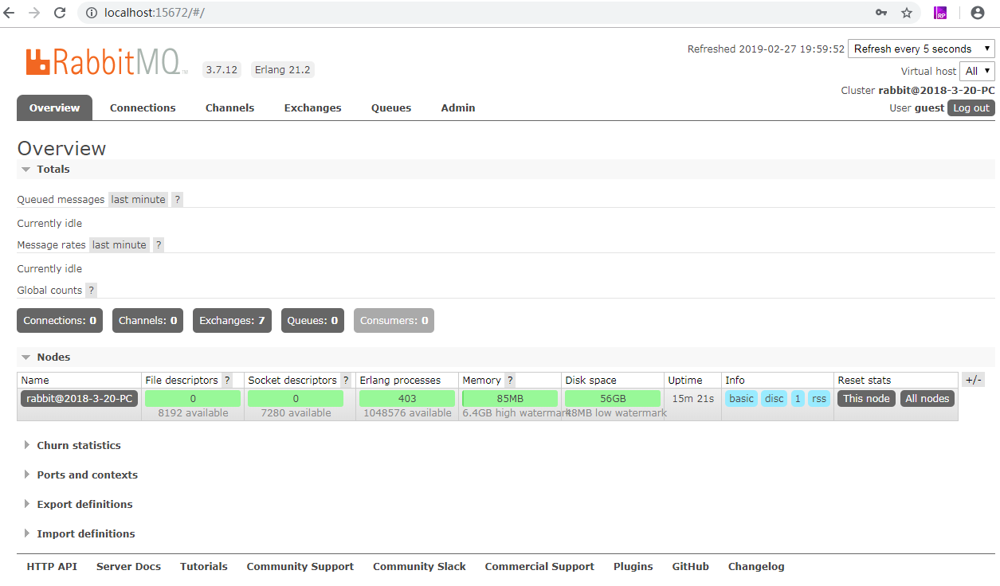 localhost:15672/#/
RP
RabbitMQ TM 3.7.12 Erlang 21.2
Refreshed 2019-02-27 19:59:52 Refresh every 5 seconds
Virtual host All
Cluster rabbit@2018-3-20-PC
User guest Log out
Overview Connections Channels Exchanges Queues Admin
Overview
Totals
Queued messages last minute ?
Currently idle
Message rates last minute ?
Currently idle
Global counts ?
Connections: 0 Channels: 0 Exchanges: 7 Queues: 0 Consumers: 0
Nodes
Name File descriptors ? Socket descriptors ? Erlang processes Memory ? Disk space Uptime Info Reset stats +/-
rabbit@2018-3-20-PC 0 0 403 85MB 56GB 15m 21s basic disc 1 rss This node All nodes
8192 available 7280 available 1048576 available 6.4GB high watermark 48MB low watermark
Churn statistics
Ports and contexts
Export definitions
Import definitions
HTTP API Server Docs Tutorials Community Support Community Slack Commercial Support Plugins GitHub Changelog